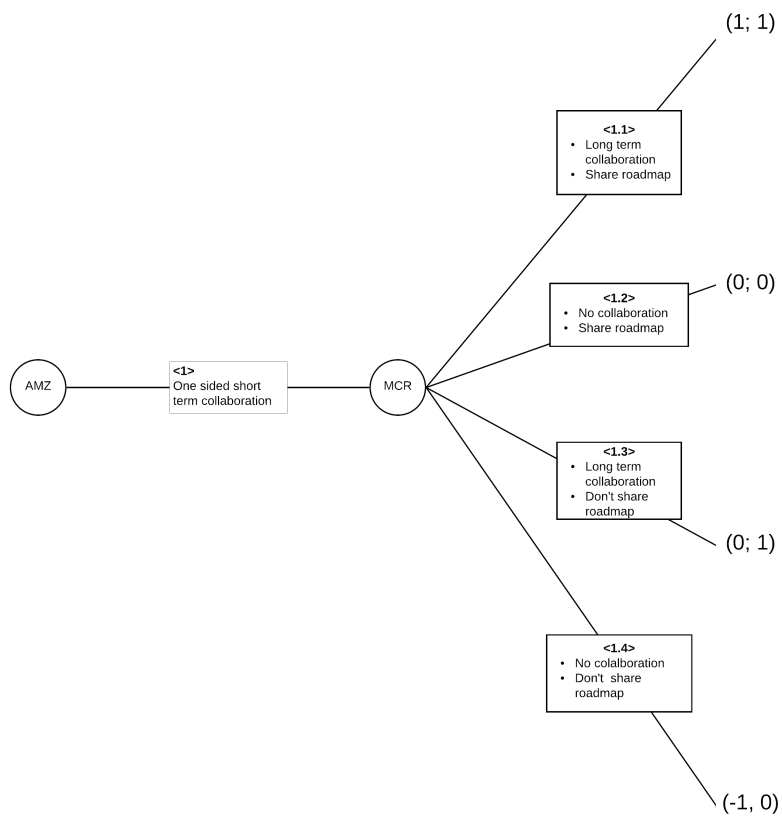 (1; 1)
<1.1>
• Long term
collaboration
• Share roadmap
(0; 0)
<1.2>
• No collaboration
• Share roadmap
AMZ
<1>
One sided short
term collaboration
MCR
<1.3>
• Long term
collaboration
• Don't share
roadmap
(0; 1)
<1.4>
• No colalboration
• Don't share
roadmap
(-1, 0)